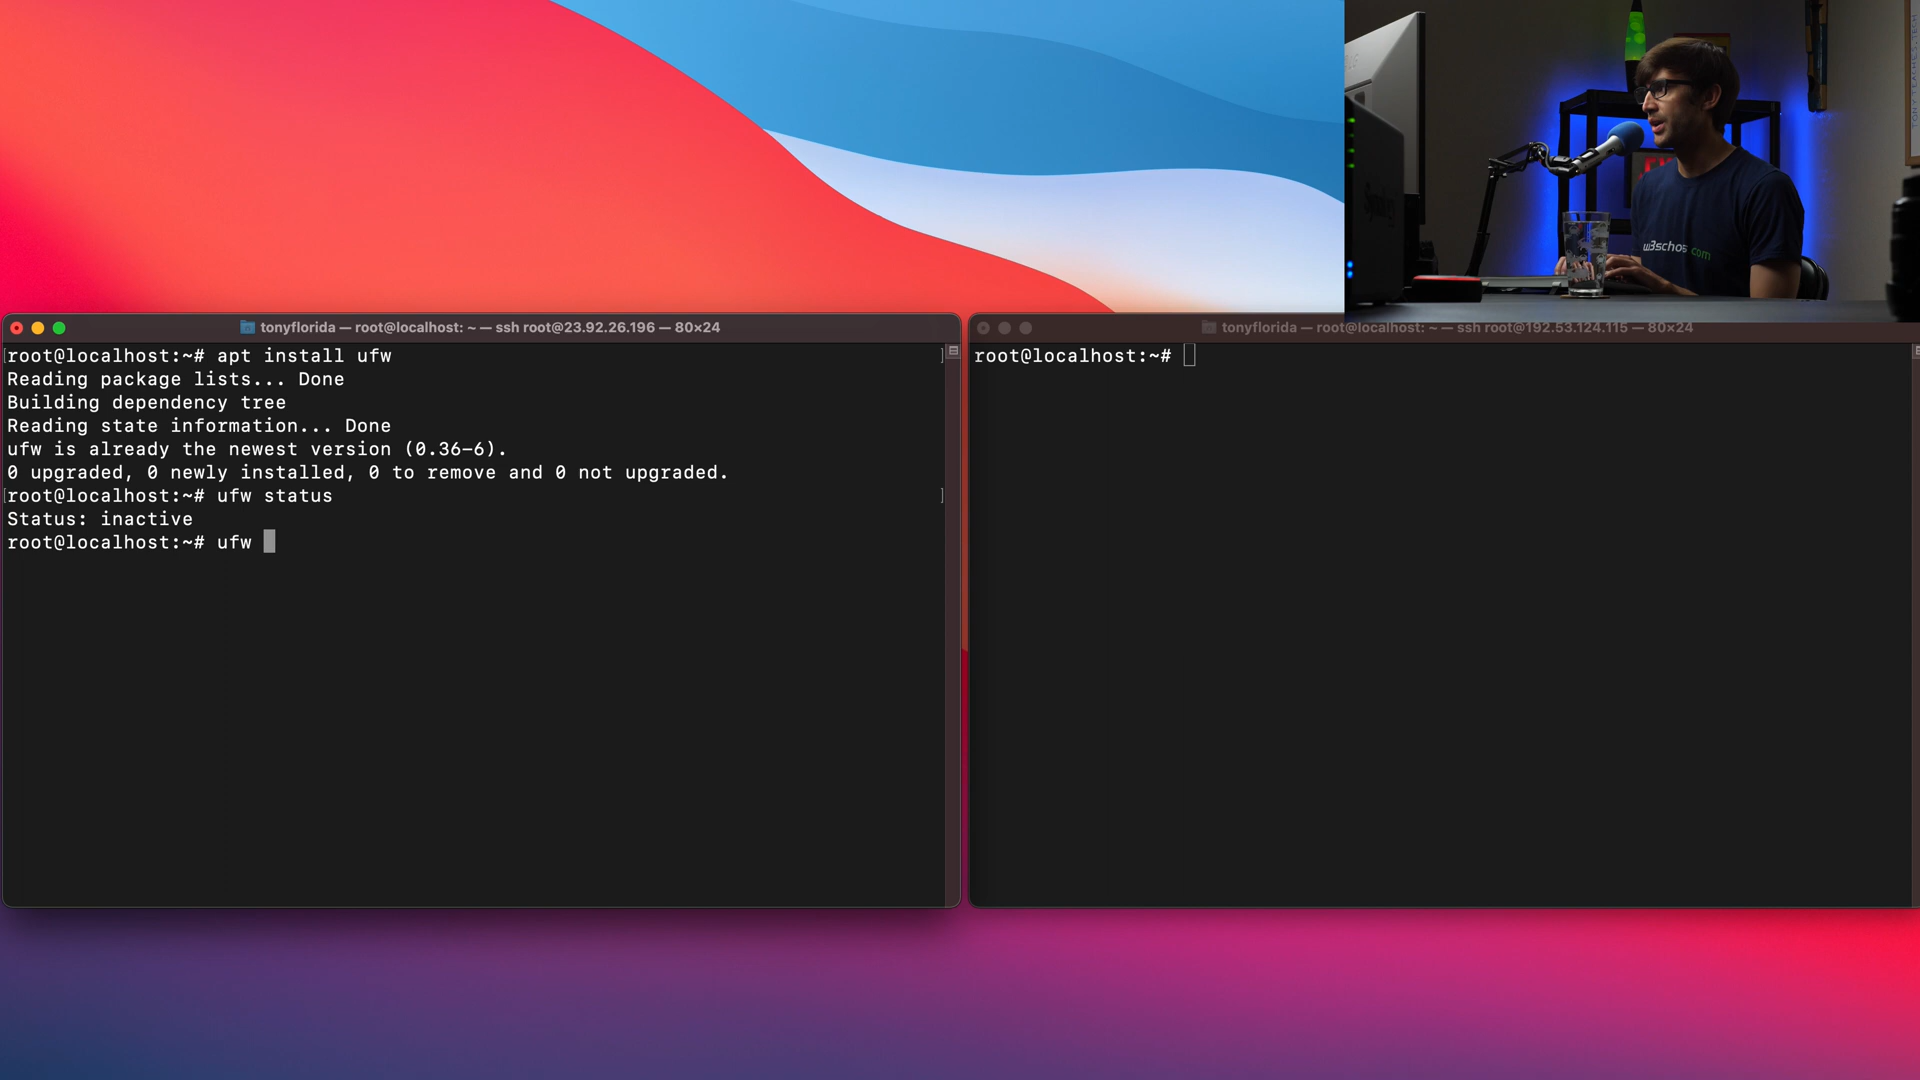 TONYTEACHES.TECH
w3schools.com
tonyflorida — root@localhost: ~ — ssh root@23.92.26.196 — 80×24
root@localhost:~# apt install ufw
Reading package lists... Done
Building dependency tree
Reading state information... Done
ufw is already the newest version (0.36-6).
0 upgraded, 0 newly installed, 0 to remove and 0 not upgraded.
root@localhost:~# ufw status
Status: inactive
root@localhost:~# ufw
tonyflorida — root@localhost: ~ — ssh root@192.53.124.115 — 80×24
root@localhost:~#